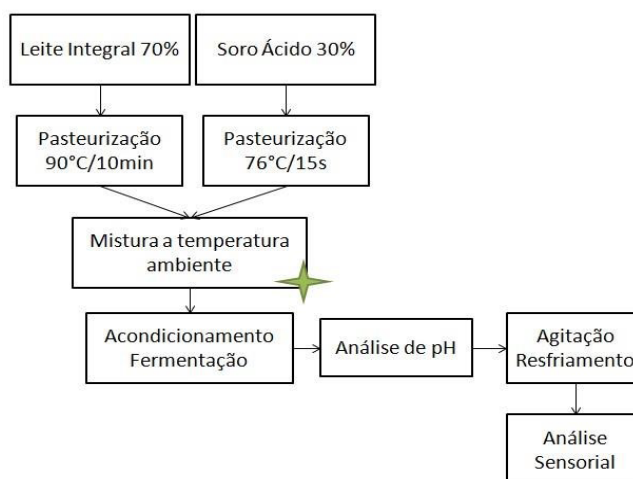 Leite Integral 70%
Soro Ácido 30%
Pasteurização
90°C/10min
Pasteurização
76°C/15s
Mistura a temperatura
ambiente
Acondicionamento
Fermentação
Análise de pH
Agitação
Resfriamento
Análise
Sensorial